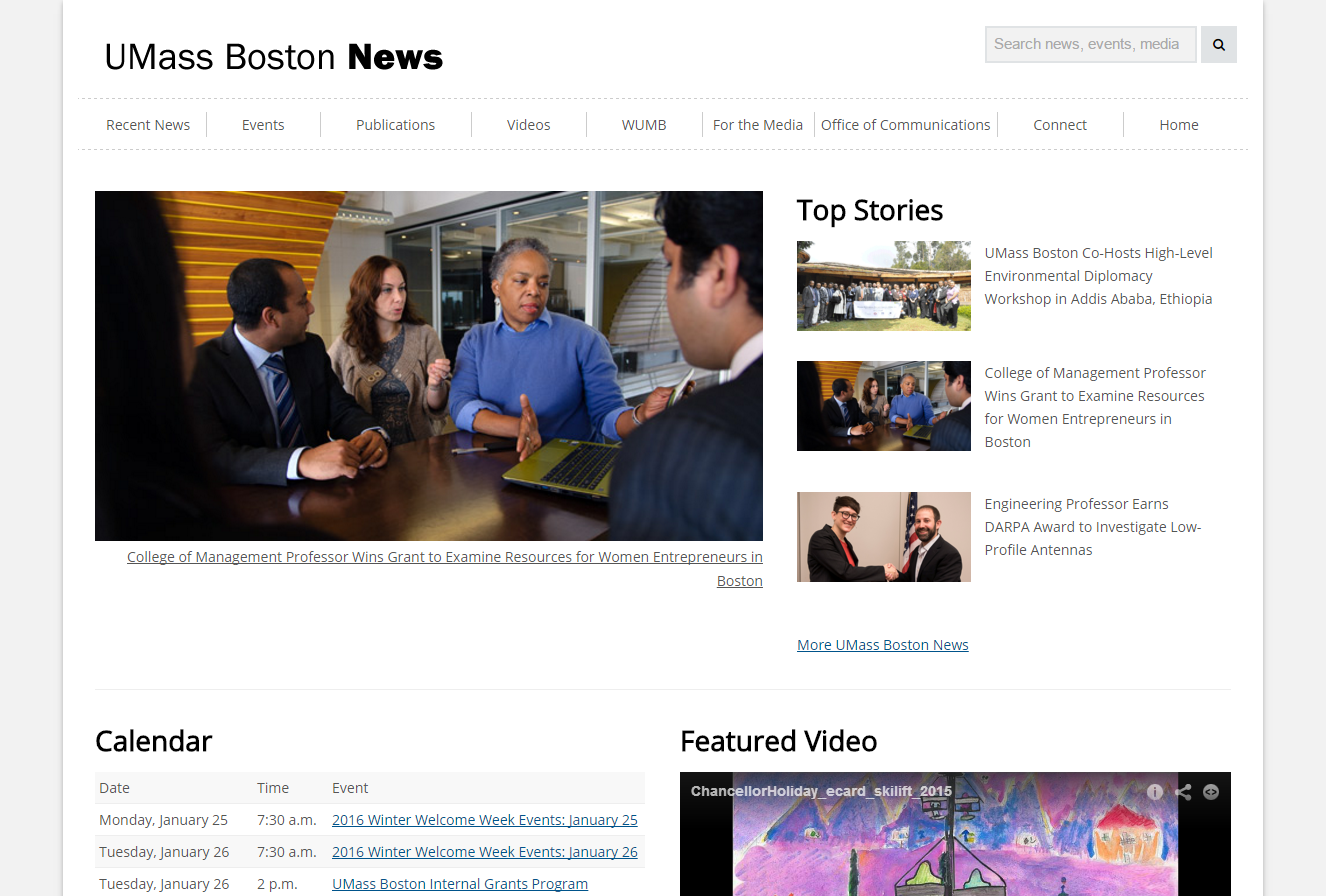 UMass Boston News
Search news, events, media
Recent News
Events
Publications
Videos
WUMB
For the Media
Office of Communications
Connect
Home
College of Management Professor Wins Grant to Examine Resources for Women Entrepreneurs in
Boston
Top Stories
UMass Boston Co-Hosts High-Level
Environmental Diplomacy
Workshop in Addis Ababa, Ethiopia
College of Management Professor
Wins Grant to Examine Resources
for Women Entrepreneurs in
Boston
Engineering Professor Earns
DARPA Award to Investigate Low-
Profile Antennas
More UMass Boston News
Calendar
Date Time Event
Monday, January 25 7:30 a.m. 2016 Winter Welcome Week Events: January 25
Tuesday, January 26 7:30 a.m. 2016 Winter Welcome Week Events: January 26
Tuesday, January 26 2 p.m. UMass Boston Internal Grants Program
Featured Video
ChancellorHoliday_ecard_skilift_2015